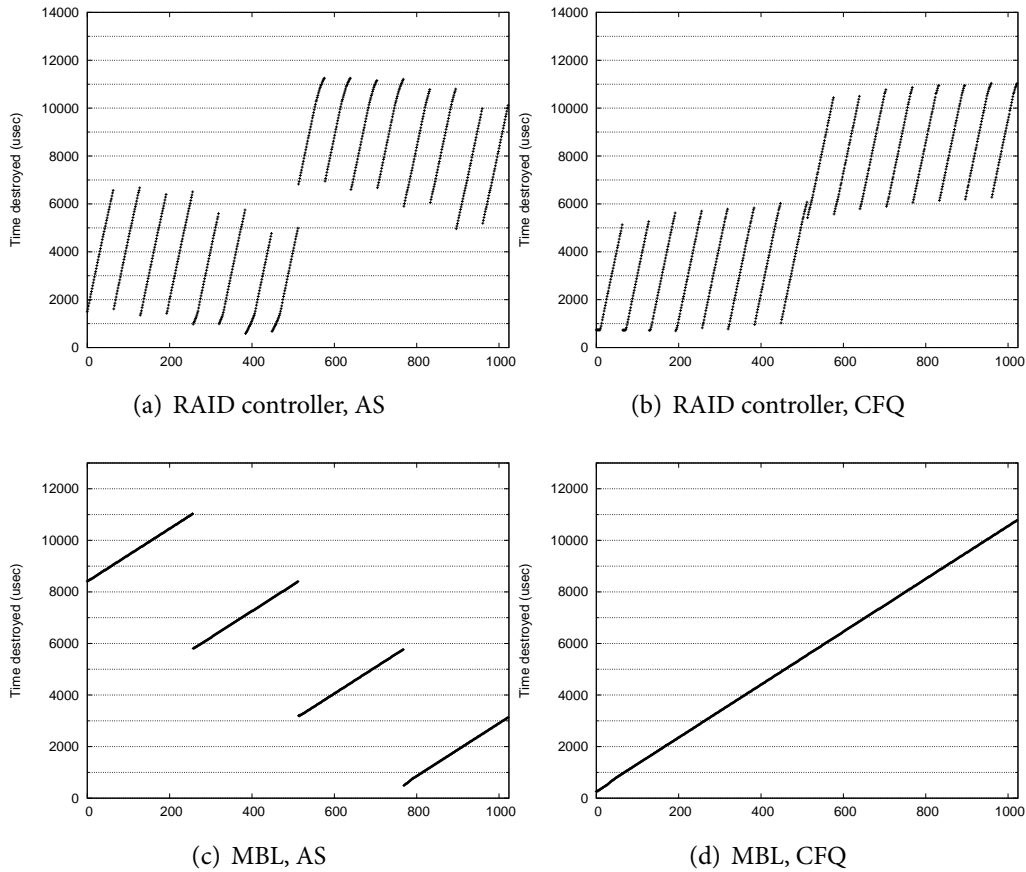 14000
12000
10000
8000
6000
4000
2000
0
Time destroyed (usec)
0 200 400 600 800 1000
(a) RAID controller, AS
14000
12000
10000
8000
6000
4000
2000
0
Time destroyed (usec)
0 200 400 600 800 1000
(b) RAID controller, CFQ
12000
10000
8000
6000
4000
2000
0
Time destroyed (usec)
0 200 400 600 800 1000
(c) MBL, AS
12000
10000
8000
6000
4000
2000
0
Time destroyed (usec)
0 200 400 600 800 1000
(d) MBL, CFQ